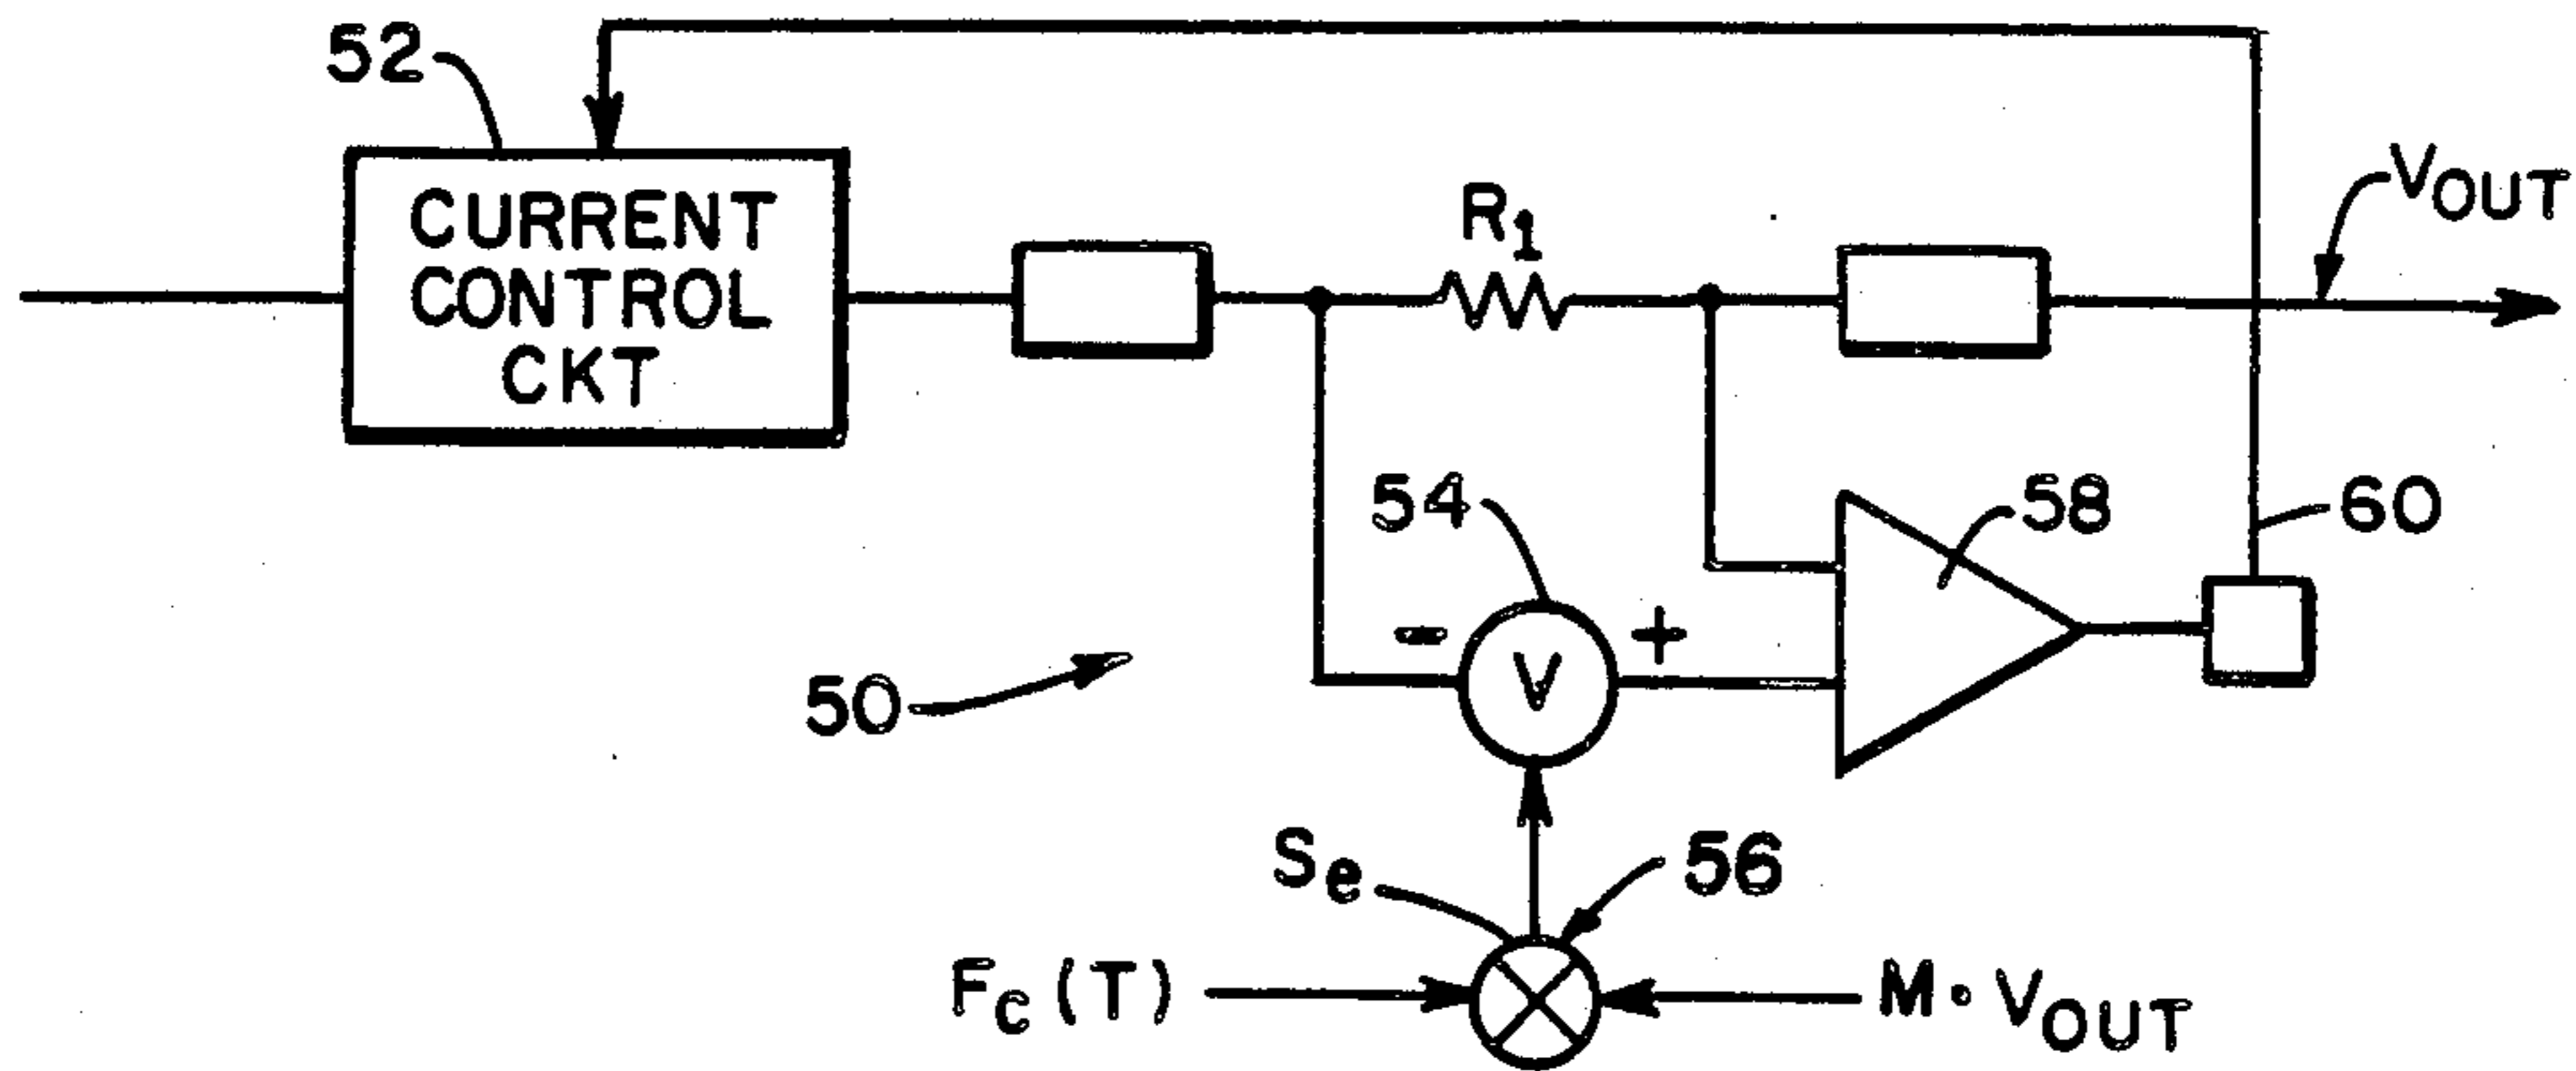 52
CURRENT
CONTROL
CKT
R1
VOUT
54
58
60
- V +
50
Se
56
FC (T)
M • VOUT